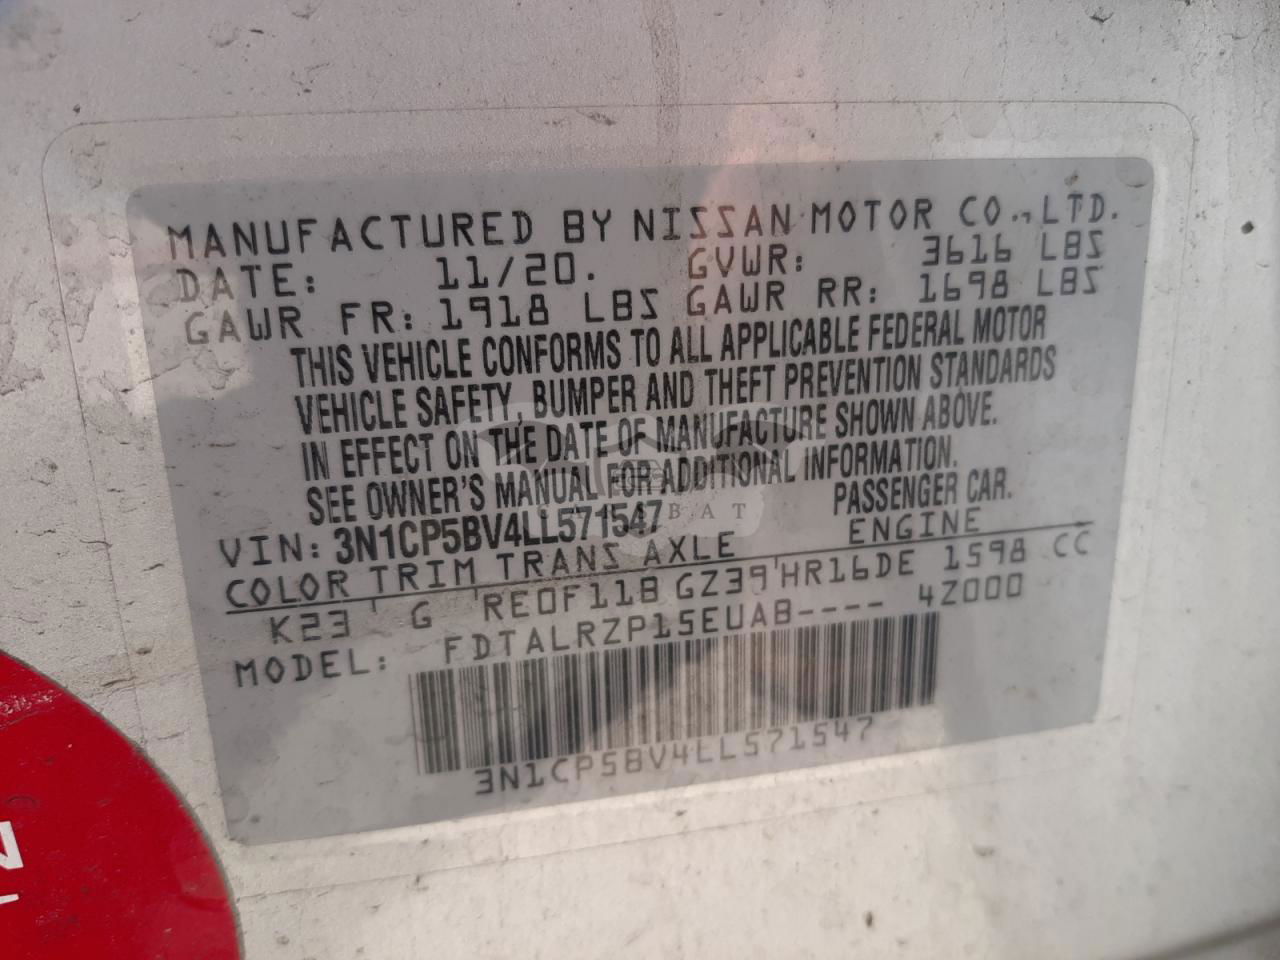 MANUFACTURED BY NISSAN MOTOR CO., LTD.
DATE: 11/20. GVWR: 3616 LBS
GAWR FR: 1918 LBS GAWR RR: 1698 LBS
THIS VEHICLE CONFORMS TO ALL APPLICABLE FEDERAL MOTOR
VEHICLE SAFETY, BUMPER AND THEFT PREVENTION STANDARDS
IN EFFECT ON THE DATE OF MANUFACTURE SHOWN ABOVE.
SEE OWNER'S MANUAL FOR ADDITIONAL INFORMATION.
PASSENGER CAR.
VIN: 3N1CP5BV4LL571547
COLOR TRIM TRANS AXLE ENGINE
K23 G RE0F11B GZ39 HR16DE 1598 CC
MODEL: FDTALRZP15EUAB---- 4Z000
3N1CP5BV4LL571547